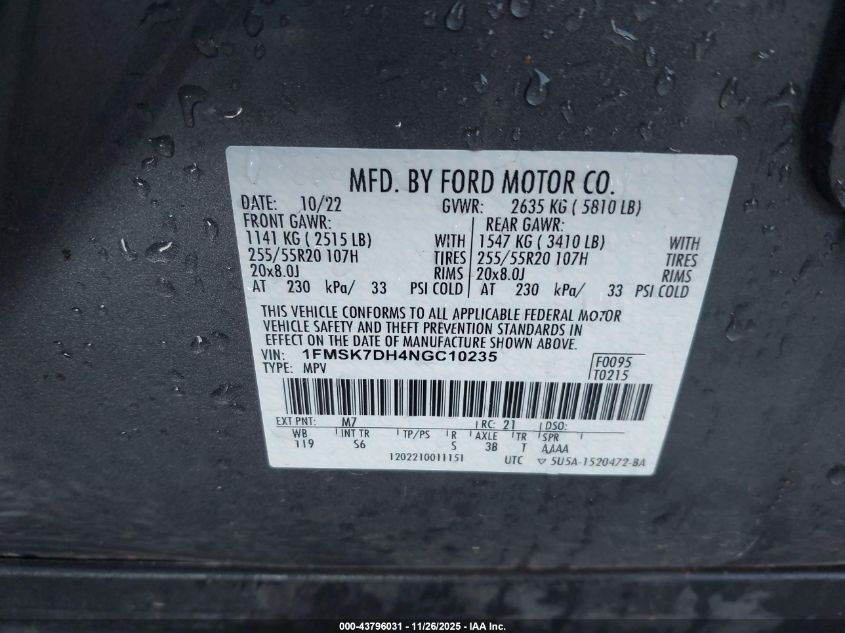 MFD. BY FORD MOTOR CO.
DATE: 10/22 GVWR: 2635 KG ( 5810 LB)
FRONT GAWR: REAR GAWR:
1141 KG ( 2515 LB) WITH 1547 KG ( 3410 LB) WITH
255/55R20 107H TIRES 255/55R20 107H TIRES
20x8.0J RIMS 20x8.0J RIMS
AT 230 kPa/ 33 PSI COLD AT 230 kPa/ 33 PSI COLD
THIS VEHICLE CONFORMS TO ALL APPLICABLE FEDERAL MOTOR
VEHICLE SAFETY AND THEFT PREVENTION STANDARDS IN
EFFECT ON THE DATE OF MANUFACTURE SHOWN ABOVE.
VIN: 1FMSK7DH4NGC10235 F0095
TYPE: MPV T0215
EXT PNT: M7 RC: 21 DSO:
WB INT TR TP/PS R AXLE TR SPR
119 S6 S 3B T AAAA
1202210011151 UTC ▽ 5U5A-1520472-BA
000-43796031 - 11/26/2025 - IAA Inc.